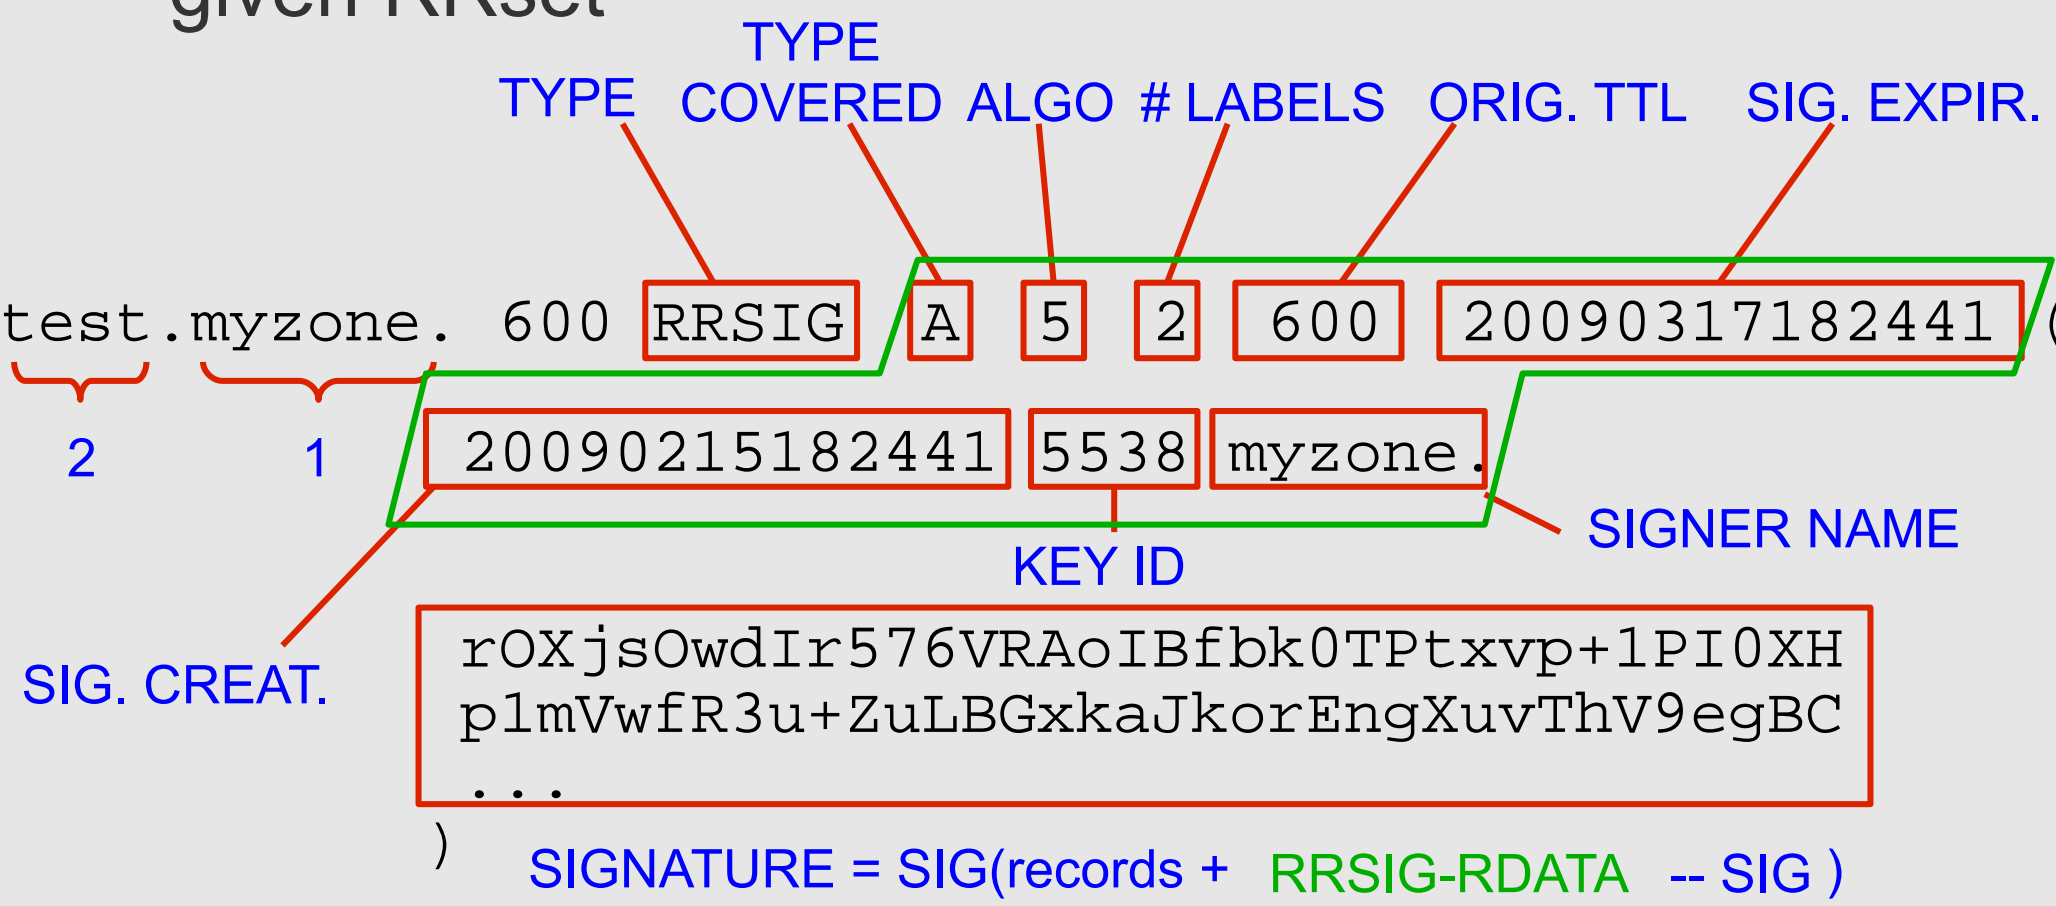 given RRset
TYPE
TYPE COVERED ALGO # LABELS ORIG. TTL SIG. EXPIR.
test.myzone. 600 RRSIG A 5 2 600 20090317182441 (
2 1 20090215182441 5538 myzone.
SIGNER NAME
KEY ID
SIG. CREAT.
rOXjsOwdIr576VRAoIBfbk0TPtxvp+1PI0XH
p1mVwfR3u+ZuLBGxkaJkorEngXuvThV9egBC
...
)
SIGNATURE = SIG(records + RRSIG-RDATA -- SIG )